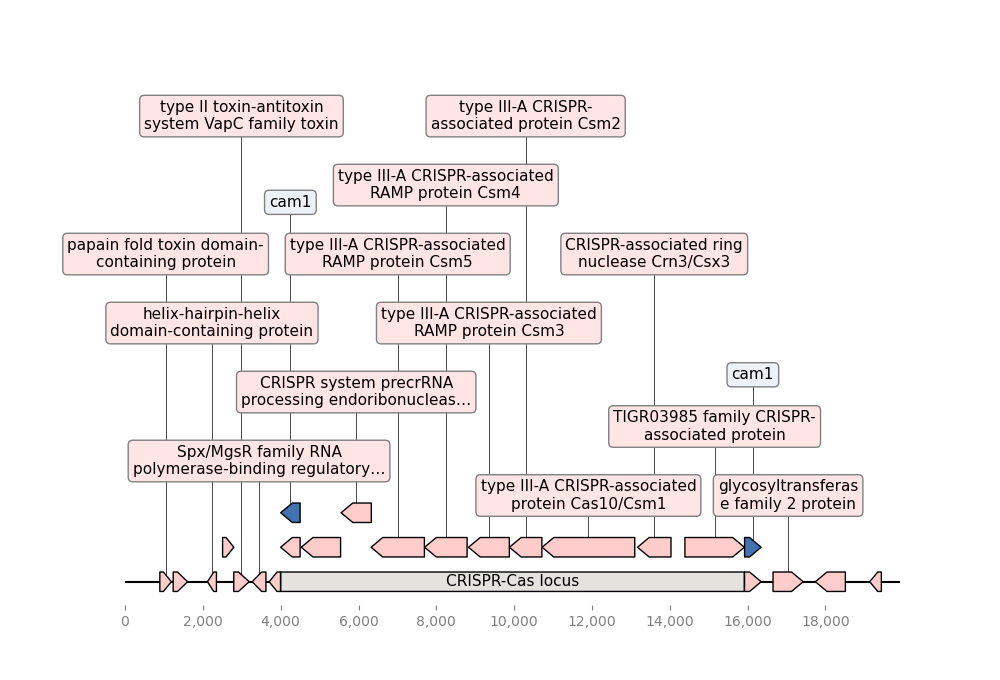 type II toxin-antitoxin
system VapC family toxin
type III-A CRISPR-
associated protein Csm2
type III-A CRISPR-associated
RAMP protein Csm4
cam1
papain fold toxin domain-
containing protein
type III-A CRISPR-associated
RAMP protein Csm5
CRISPR-associated ring
nuclease Crn3/Csx3
helix-hairpin-helix
domain-containing protein
type III-A CRISPR-associated
RAMP protein Csm3
cam1
CRISPR system precrRNA
processing endoribonucleas…
TIGR03985 family CRISPR-
associated protein
Spx/MgsR family RNA
polymerase-binding regulatory…
type III-A CRISPR-associated
protein Cas10/Csm1
glycosyltransferas
e family 2 protein
CRISPR-Cas locus
0 2,000 4,000 6,000 8,000 10,000 12,000 14,000 16,000 18,000